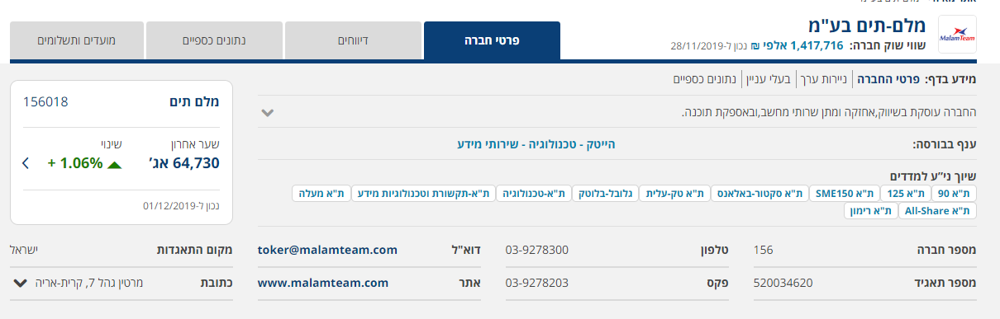 מלם-תים בע"מ
MalamTeam
שווי שוק חברה: 1,417,716 אלפי ₪ נכון ל-28/11/2019
פרטי חברה
דיווחים
נתונים כספיים
מועדים ותשלומים
מידע בדף: פרטי החברה | ניירות ערך | בעלי עניין | נתונים כספיים
החברה עוסקת בשיווק,אחזקה ומתן שרותי מחשב,ובאספקת תוכנה.
ענף בבורסה: הייטק - טכנולוגיה - שירותי מידע
שיוך ני"ע למדדים
ת"א 90 ת"א 125 ת"א SME150 ת"א סקטור-באלאנס ת"א טק-עלית גלובל-בלוטק ת"א-טכנולוגיה ת"א-תקשורת וטכנולוגיות מידע ת"א מעלה
ת"א All-Share ת"א רימון
מלם תים 156018
שער אחרון שינוי
64,730 אג' 1.06% +
נכון ל-01/12/2019
מספר חברה 156 טלפון 03-9278300 דוא"ל toker@malamteam.com מקום התאגדות ישראל
מספר תאגיד 520034620 פקס 03-9278203 אתר www.malamteam.com כתובת מרטין גהל 7, קרית-אריה